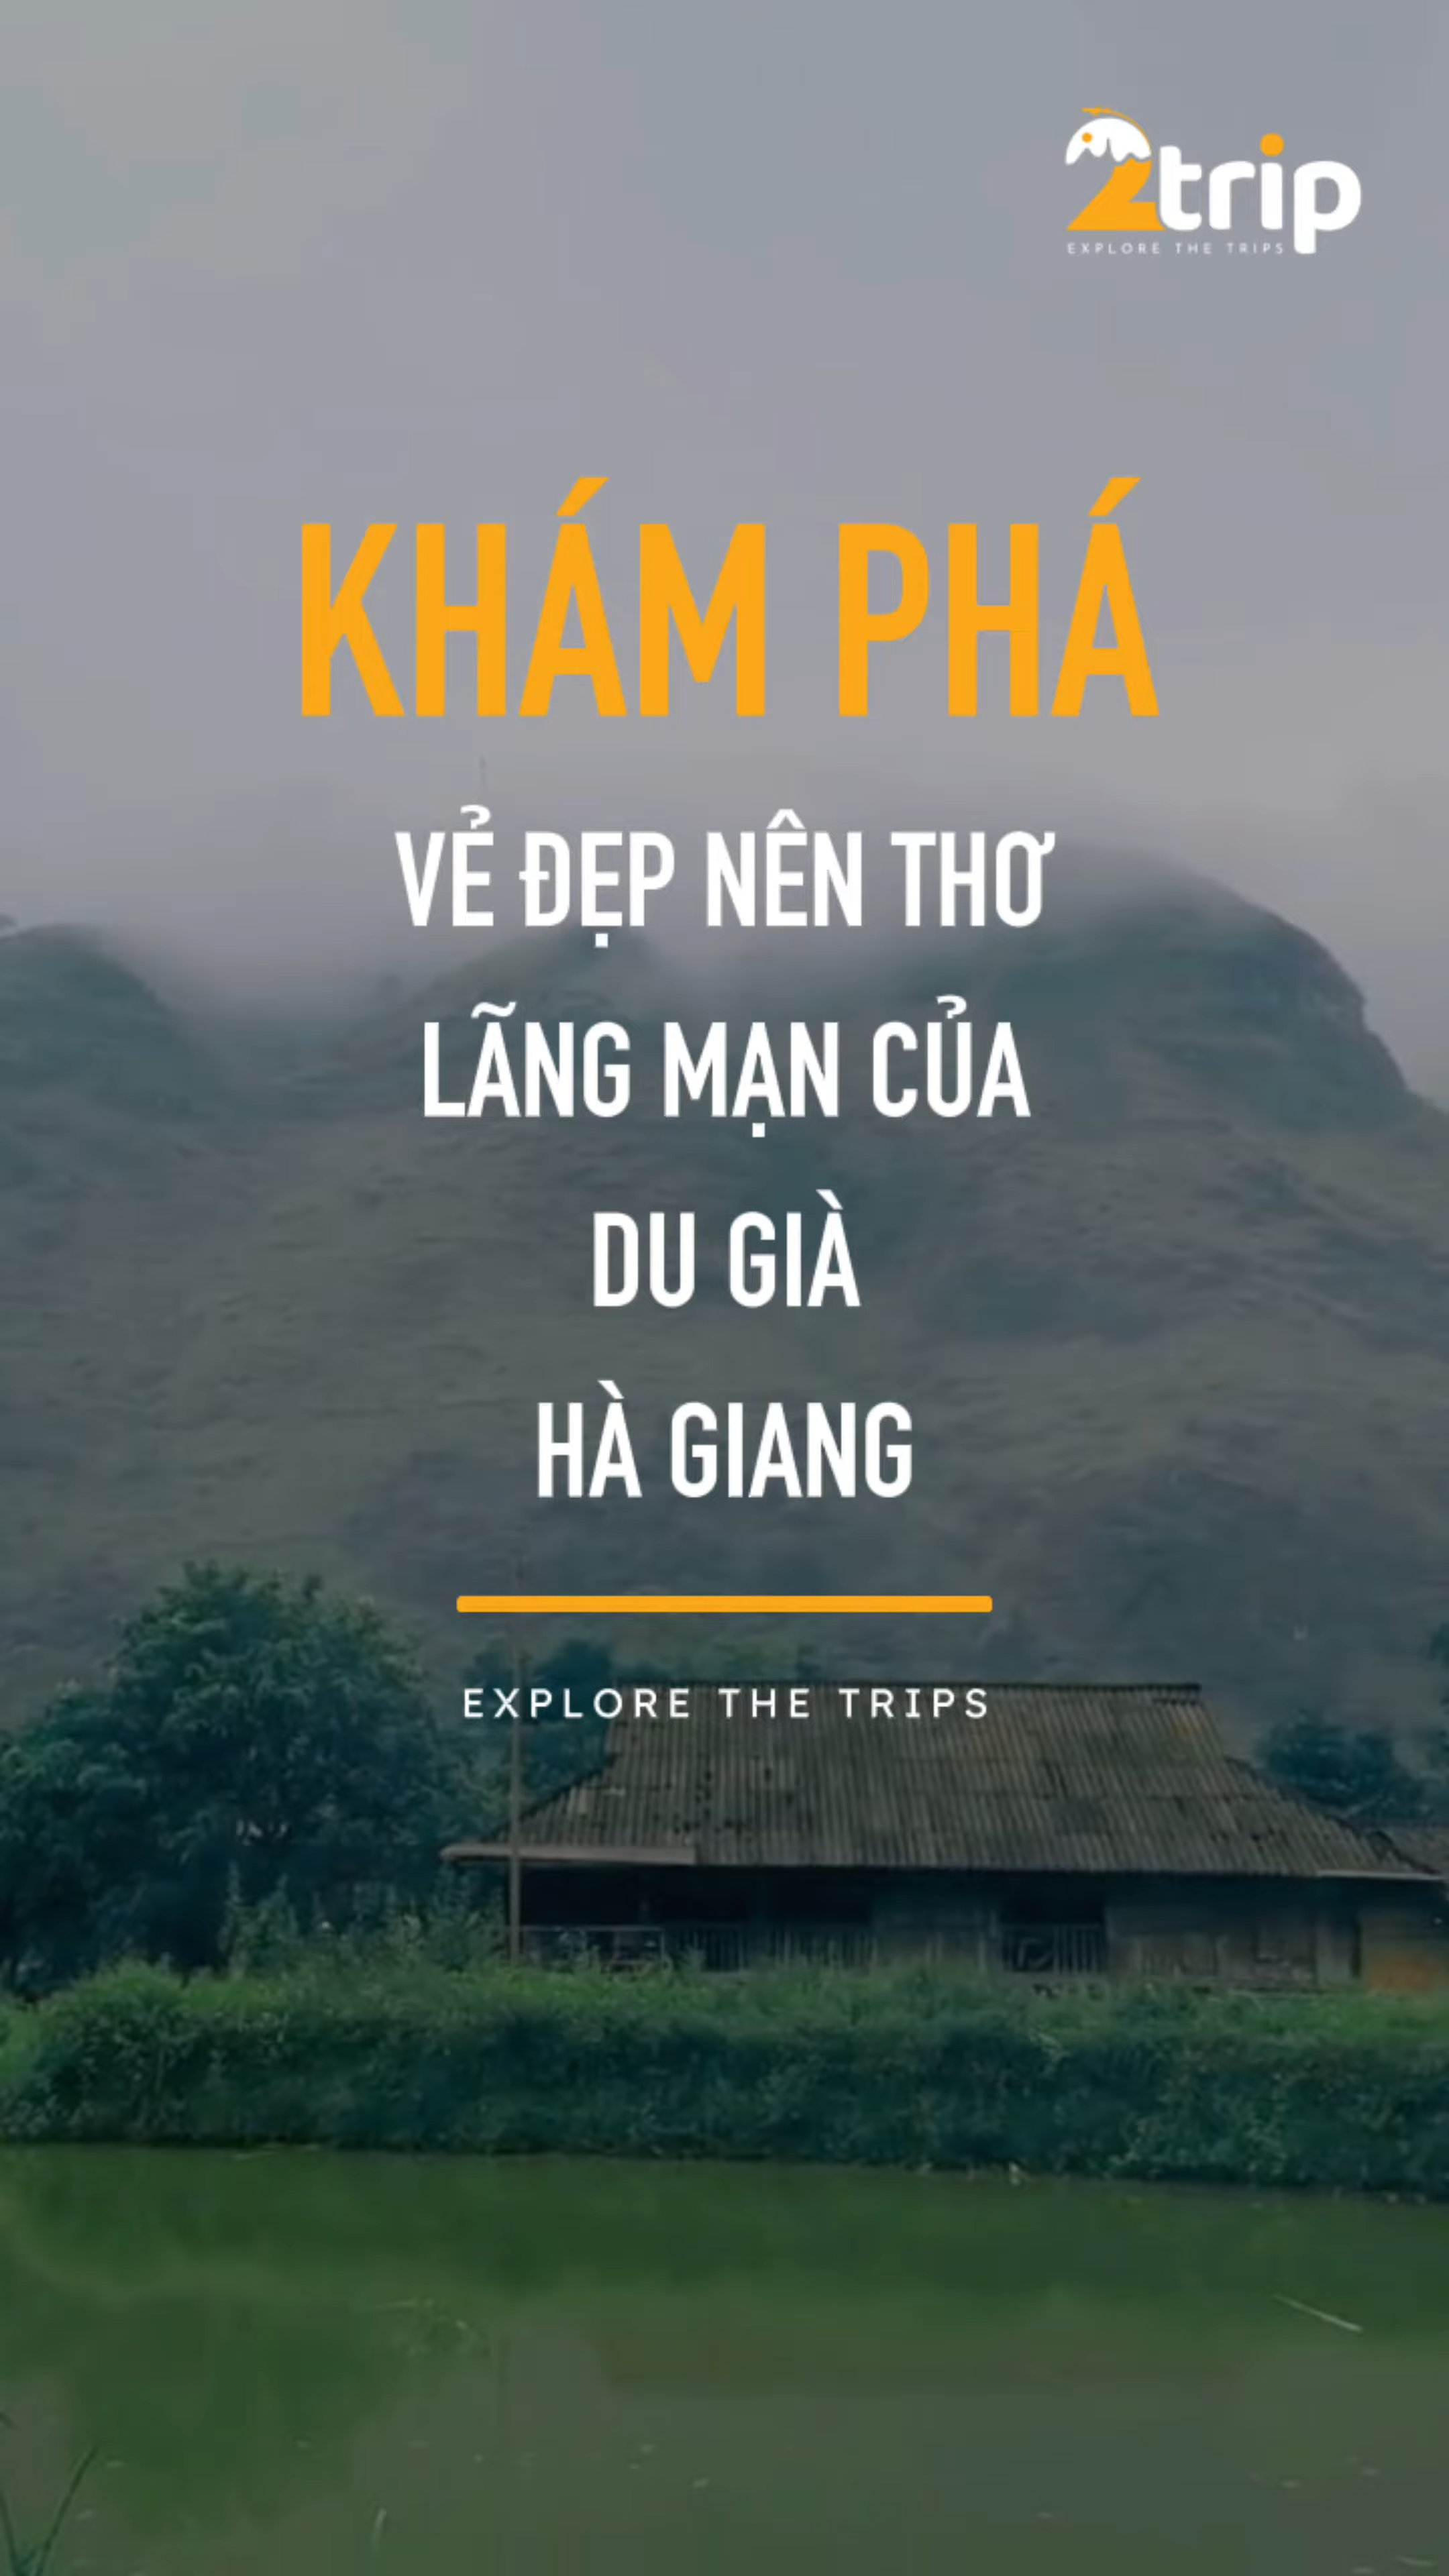 2trip
EXPLORE THE TRIPS
KHÁM PHÁ
VẺ ĐẸP NÊN THƠ
LÃNG MẠN CỦA
DU GIÀ
HÀ GIANG
EXPLORE THE TRIPS